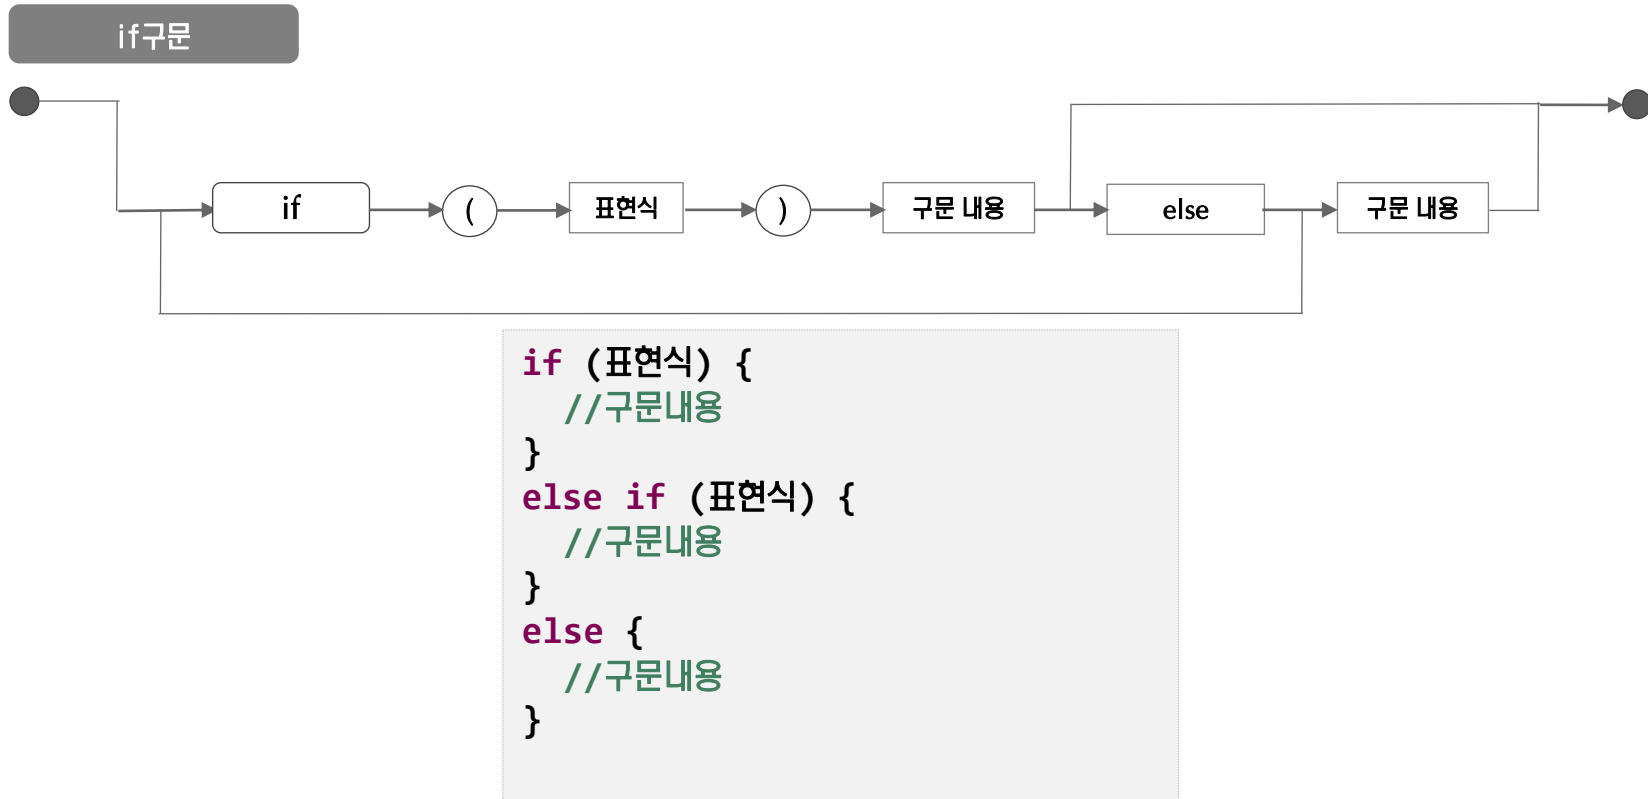 if구문
if ( 표현식 ) 구문 내용 else 구문 내용
if (표현식) {
//구문내용
}
else if (표현식) {
//구문내용
}
else {
//구문내용
}